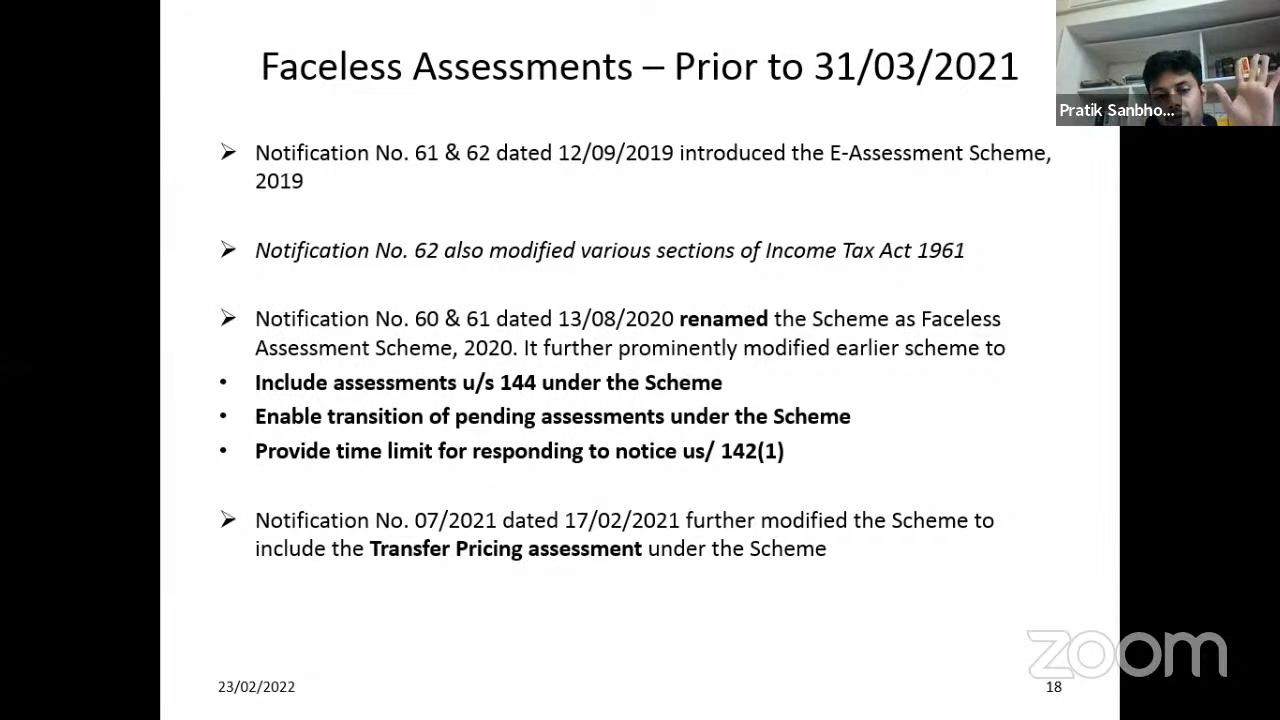 Faceless Assessments – Prior to 31/03/2021
Pratik Sanbho...
➢ Notification No. 61 & 62 dated 12/09/2019 introduced the E-Assessment Scheme,
2019
➢ Notification No. 62 also modified various sections of Income Tax Act 1961
➢ Notification No. 60 & 61 dated 13/08/2020 renamed the Scheme as Faceless
Assessment Scheme, 2020. It further prominently modified earlier scheme to
• Include assessments u/s 144 under the Scheme
• Enable transition of pending assessments under the Scheme
• Provide time limit for responding to notice us/ 142(1)
➢ Notification No. 07/2021 dated 17/02/2021 further modified the Scheme to
include the Transfer Pricing assessment under the Scheme
zoom
23/02/2022
18